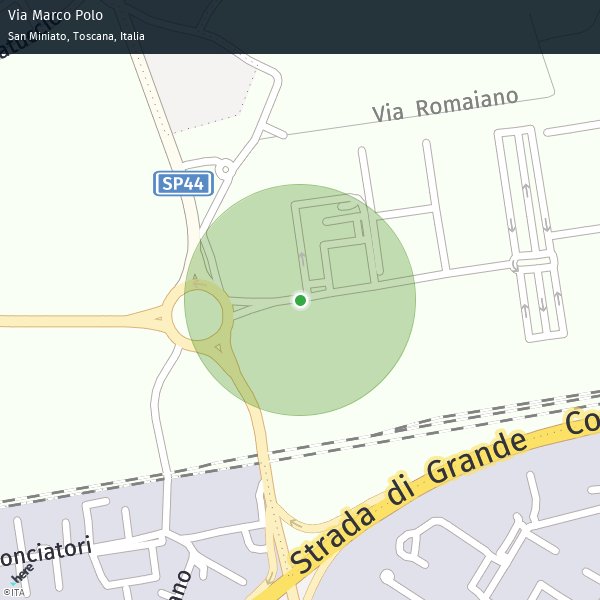 Via Marco Polo
San Miniato, Toscana, Italia
Via Romaiano
SP44
Strada di Grande Co
onciatori
ano
here
©ITA